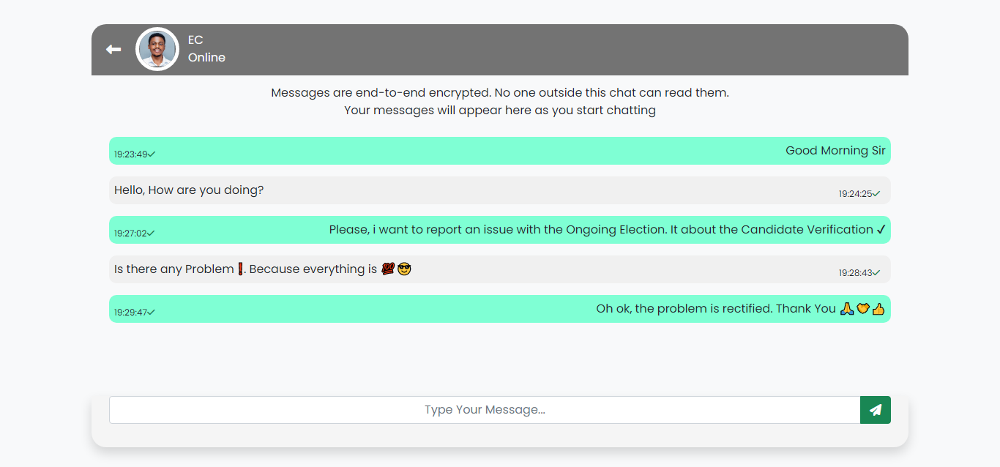 EC
Online
Messages are end-to-end encrypted. No one outside this chat can read them.
Your messages will appear here as you start chatting
Good Morning Sir
19:23:49✓
Hello, How are you doing?
19:24:25✓
Please, i want to report an issue with the Ongoing Election. It about the Candidate Verification ✓
19:27:02✓
Is there any Problem❗. Because everything is 💯😎
19:28:43✓
Oh ok, the problem is rectified. Thank You 🙏🤝👍
19:29:47✓
Type Your Message...